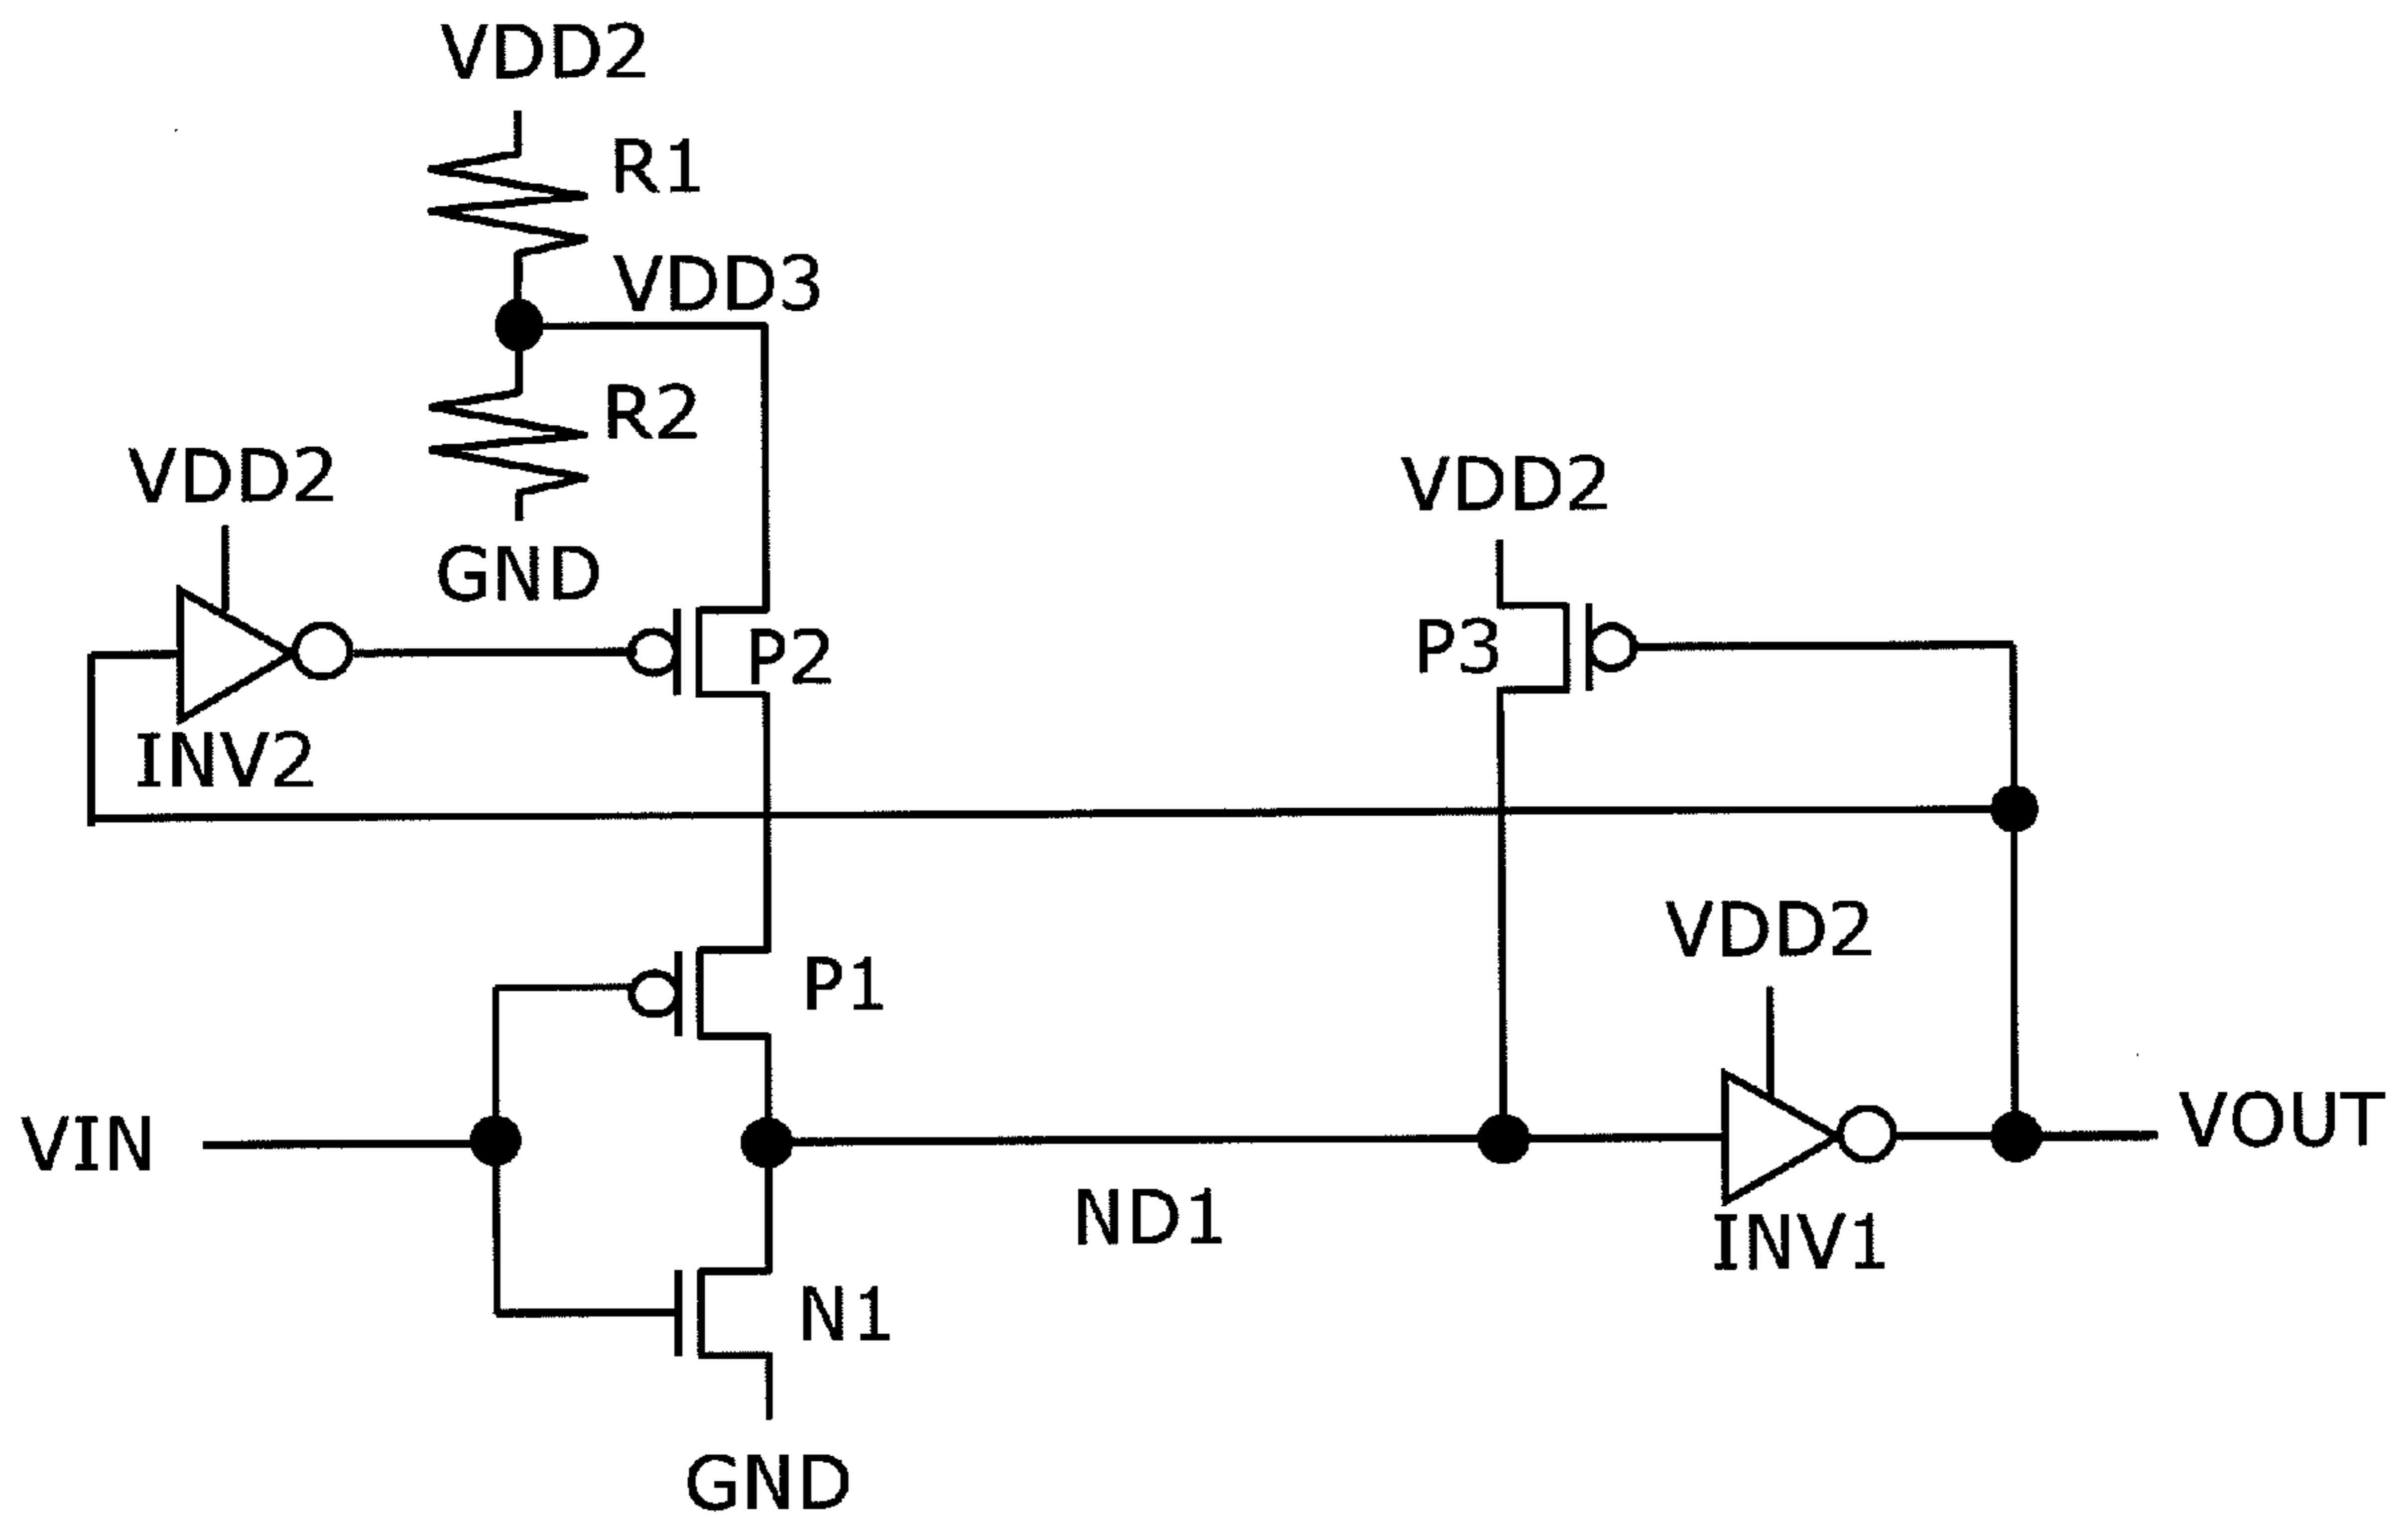 VDD2
R1
VDD3
R2
VDD2
VDD2
GND
P2
P3
INV2
VDD2
P1
VIN
VOUT
ND1
INV1
N1
GND